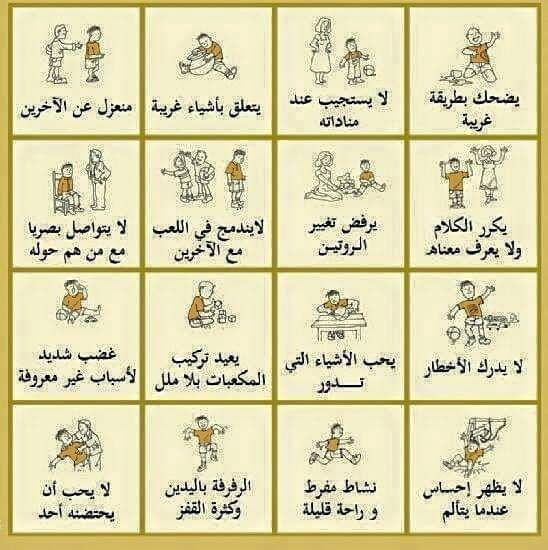 يضحك بطريقة
غريبة
لا يستجيب عند
مناداته
يتعلق بأشياء غريبة
منعزل عن الآخرين
يكرر الكلام
ولا يعرف معناه
يرفض تغيير
الروتيـن
لايندمج في اللعب
مع الآخرين
لا يتواصل بصريا
مع من هم حوله
لا يدرك الأخطار
يحب الأشياء التي
تـــدور
يعيد تركيب
المكعبات بلا ملل
غضب شديد
لأسباب غير معروفة
لا يظهر إحساس
عندما يتألم
نشاط مفرط
و راحة قليلة
الرفرفة باليدين
وكثرة القفز
لا يحب أن
يحتضنه أحد